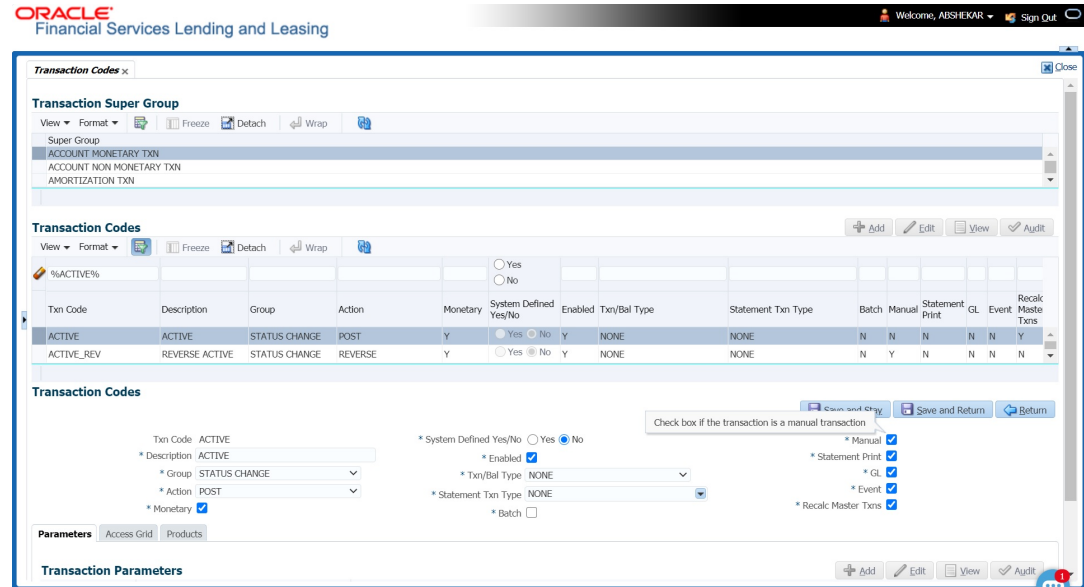 ORACLE
Financial Services Lending and Leasing
Welcome, ABSHEKAR Sign Out
Transaction Codes x
Close
Transaction Super Group
View Format Freeze Detach Wrap
Super Group
ACCOUNT MONETARY TXN
ACCOUNT NON MONETARY TXN
AMORTIZATION TXN
Transaction Codes
Add Edit View Audit
View Format Freeze Detach Wrap
%ACTIVE% Yes
No
Txn Code Description Group Action Monetary System Defined Yes/No Enabled Txn/Bal Type Statement Txn Type Batch Manual Statement Print GL Event Recalc Maste Txns
ACTIVE ACTIVE STATUS CHANGE POST Y Yes No Y NONE NONE N N N N N Y
ACTIVE_REV REVERSE ACTIVE STATUS CHANGE REVERSE Y Yes No Y NONE NONE N Y N N N N
Transaction Codes
Save and Stay Save and Return Return
Check box if the transaction is a manual transaction
Txn Code ACTIVE * System Defined Yes/No Yes No * Manual
* Description ACTIVE * Enabled * Statement Print
* Group STATUS CHANGE * Txn/Bal Type NONE * GL
* Action POST * Statement Txn Type NONE * Event
* Monetary * Batch * Recalc Master Txns
Parameters Access Grid Products
Transaction Parameters
Add Edit View Audit
1